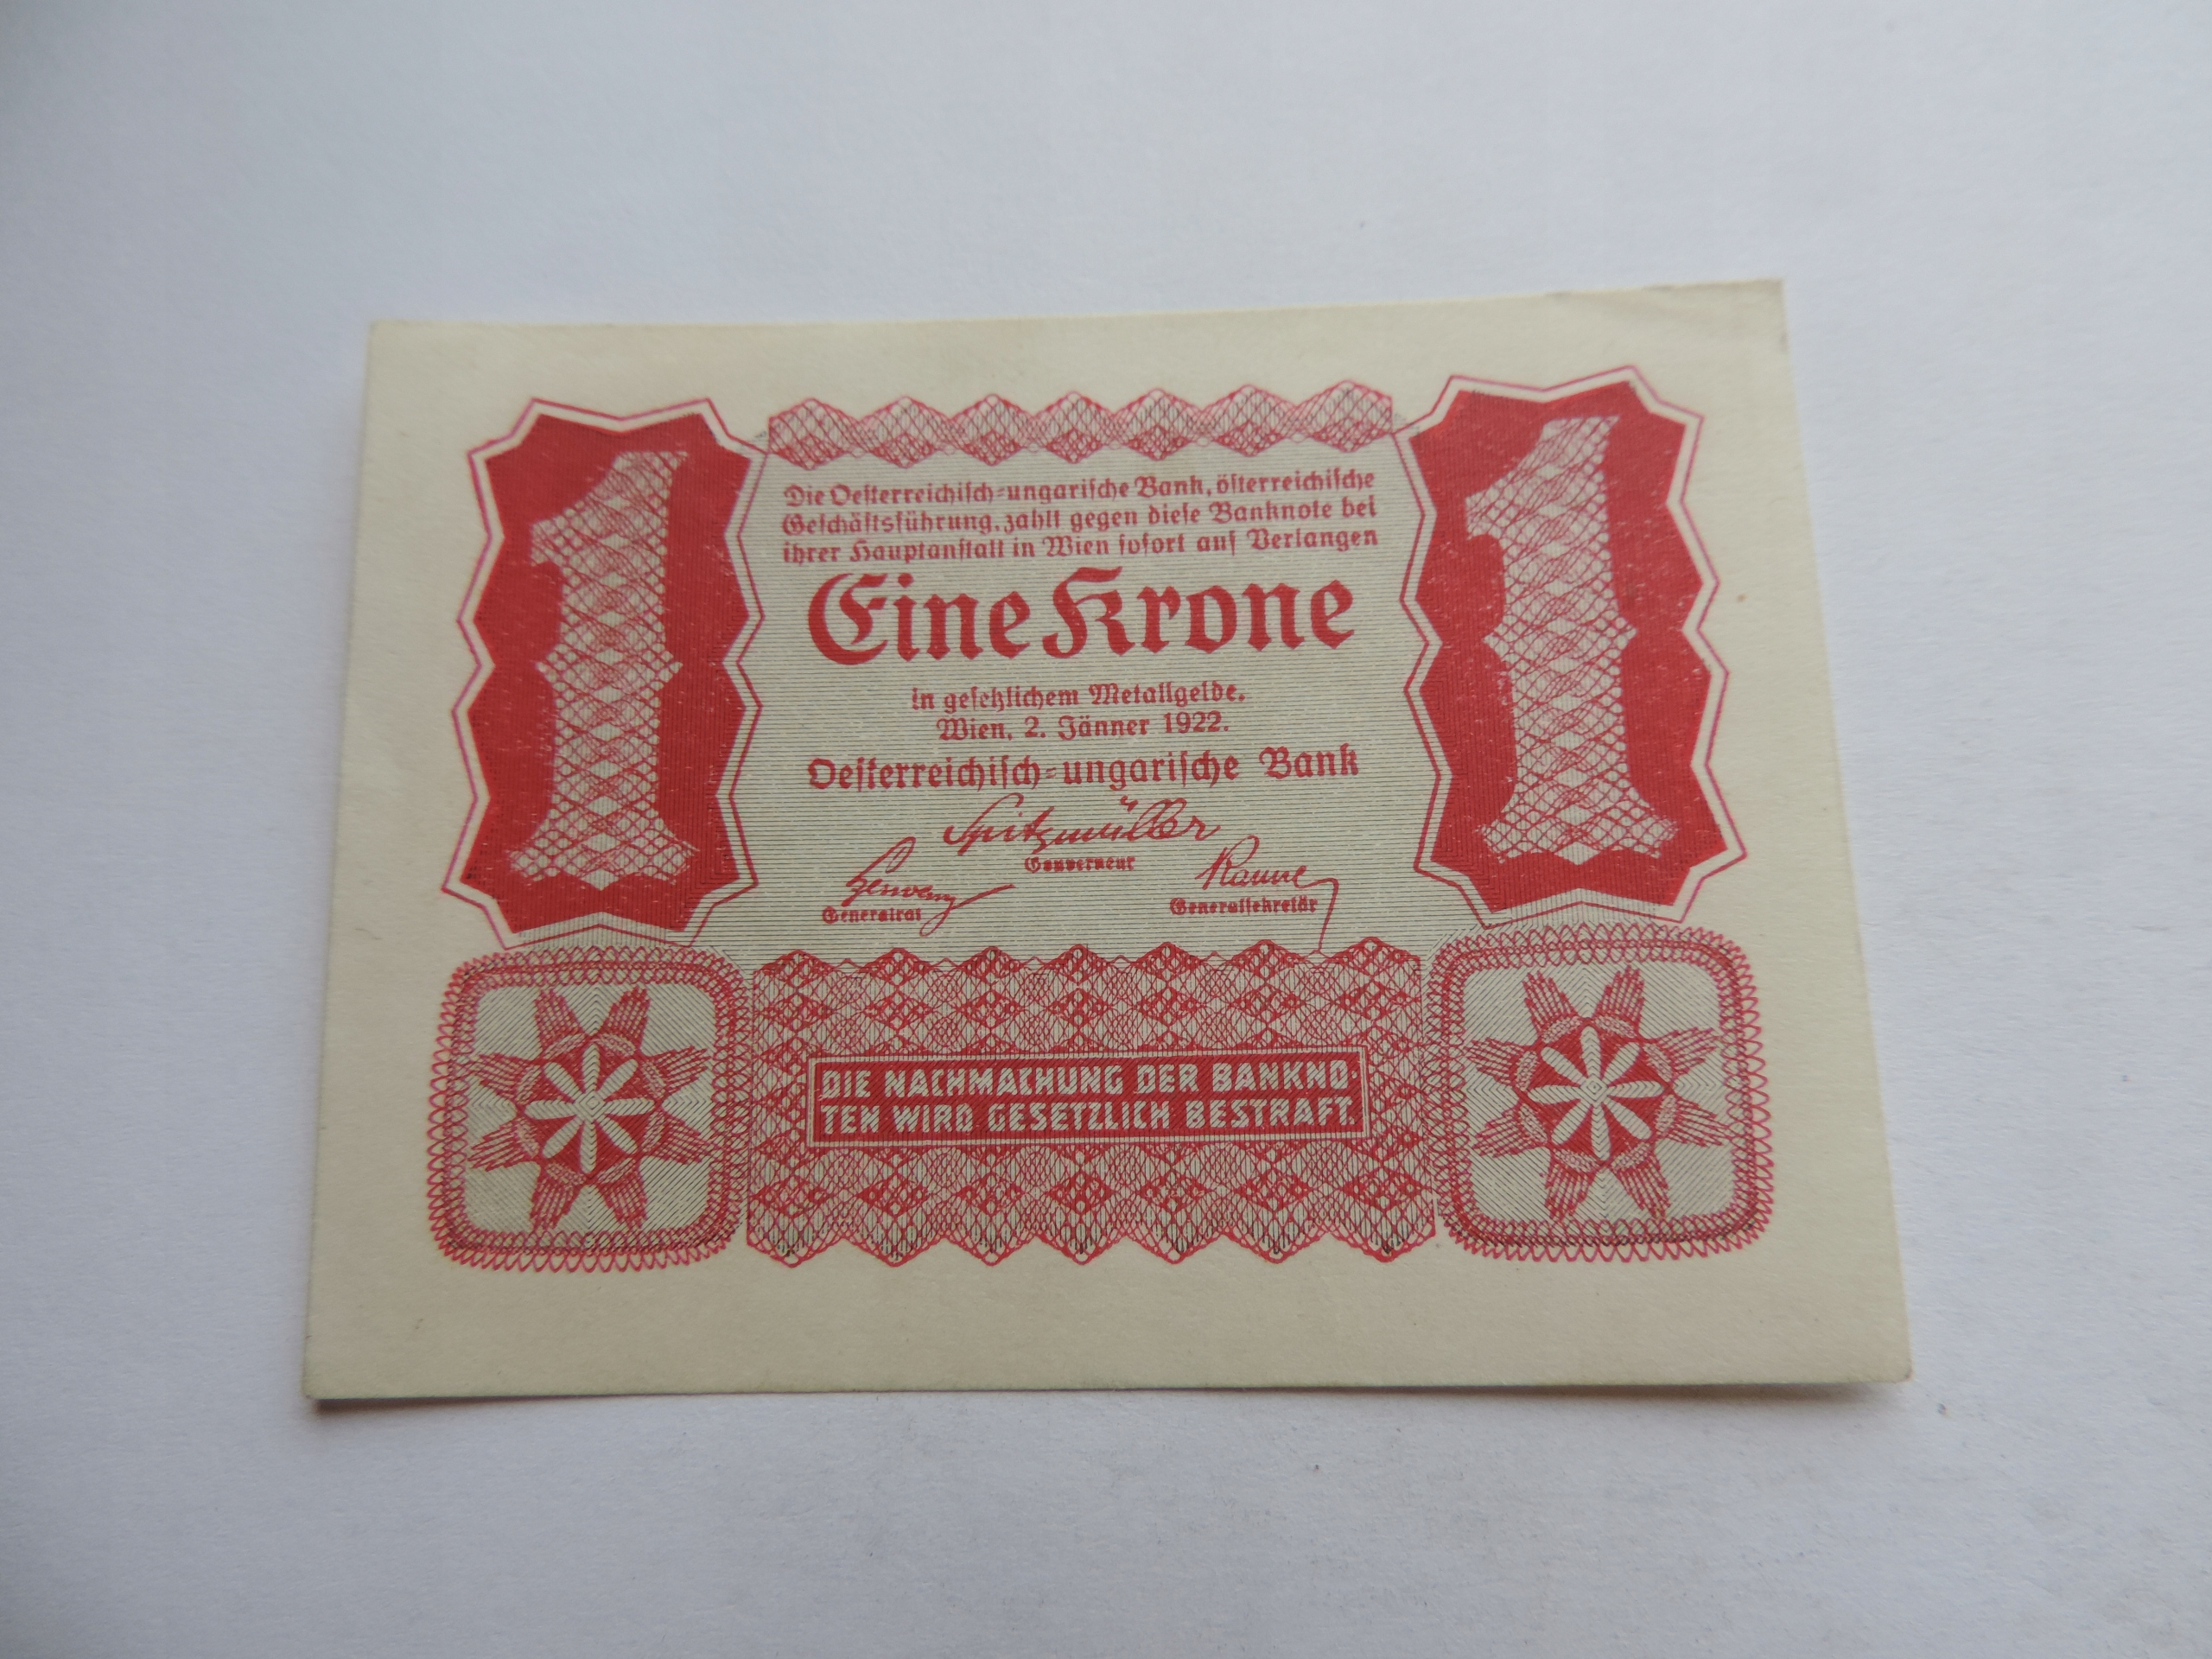 1
1
Die Oesterreichisch-ungarische Bank, österreichische
Geschäftsführung, zahlt gegen diese Banknote bei
ihrer Hauptanstalt in Wien sofort auf Verlangen
Eine Krone
in gesetzlichem Metallgelde.
Wien, 2. Jänner 1922.
Oesterreichisch-ungarische Bank
Spitzmüller
Gouverneur
Generalrat
Generalsekretär
DIE NACHMACHUNG DER BANKNO-
TEN WIRD GESETZLICH BESTRAFT.